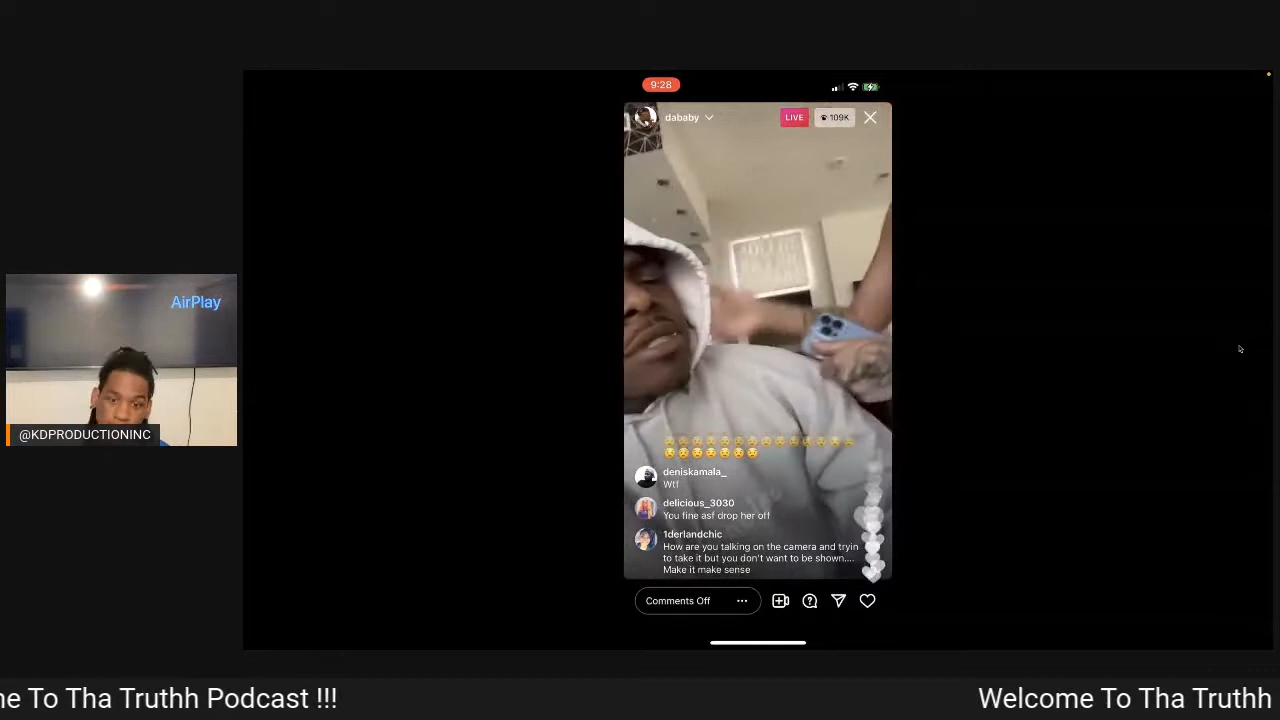 9:28
dababy
LIVE
109K
AirPlay
@KDPRODUCTIONINC
deniskamala_
Wtf
delicious_3030
You fine asf drop her off
1derlandchic
How are you talking on the camera and tryin
to take it but you don't want to be shown....
Make it make sense
Comments Off
ne To Tha Truthh Podcast !!!
Welcome To Tha Truthh